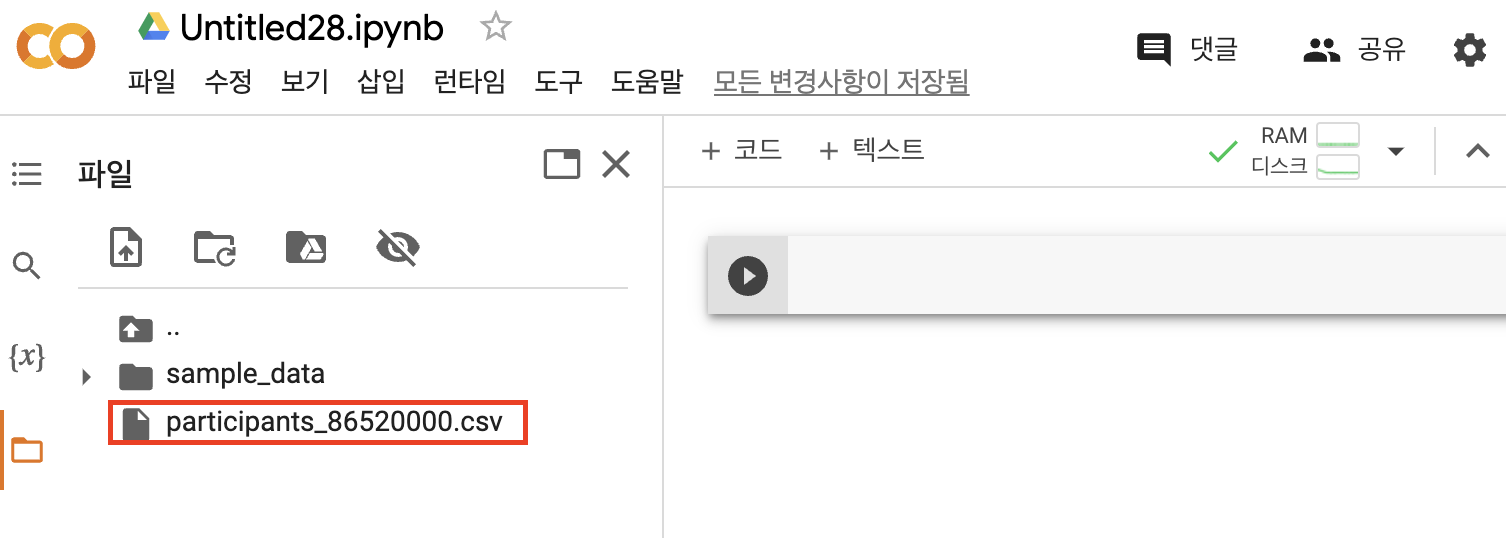 Untitled28.ipynb
파일 수정 보기 삽입 런타임 도구 도움말 모든 변경사항이 저장됨
댓글 공유
파일
..
sample_data
participants_86520000.csv
{x}
+ 코드 + 텍스트
RAM
디스크